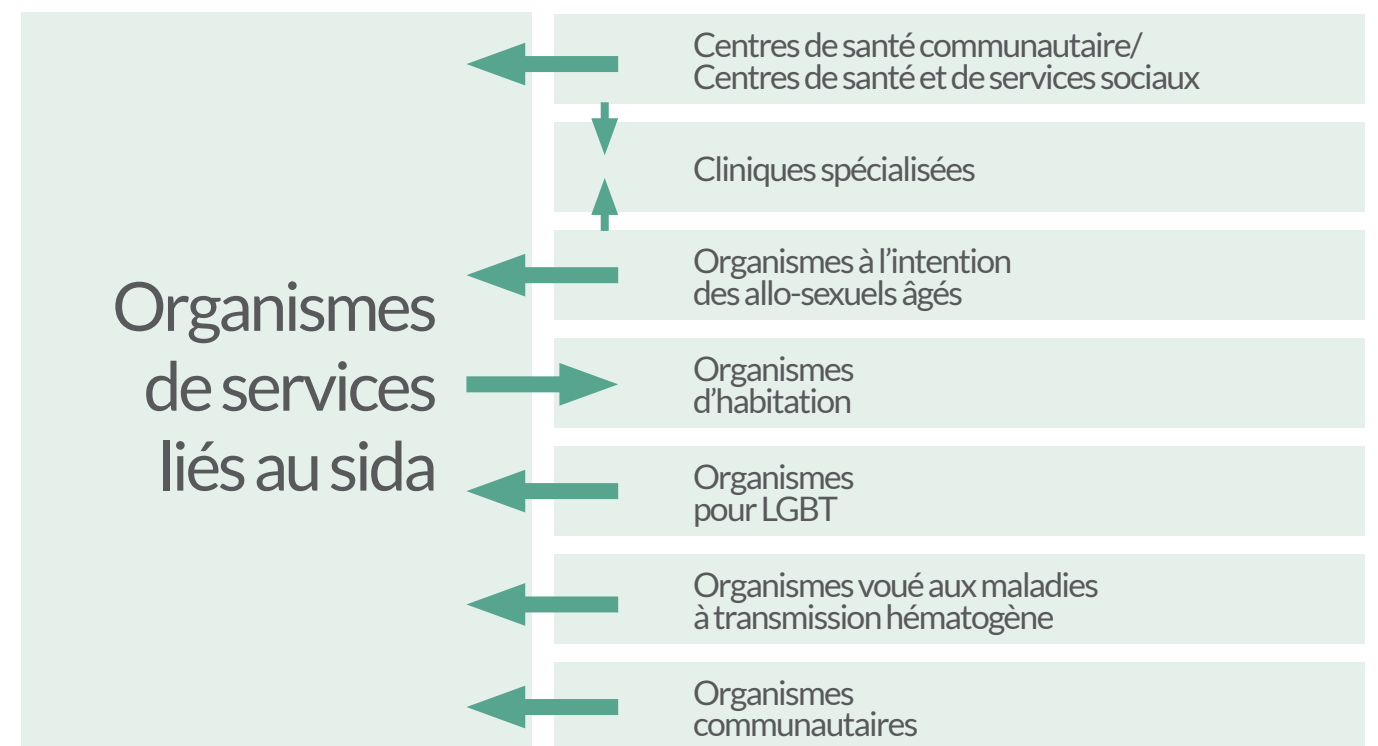 Organismes
de services
liés au sida
Centres de santé communautaire/
Centres de santé et de services sociaux
Cliniques spécialisées
Organismes à l’intention
des allo-sexuels âgés
Organismes
d’habitation
Organismes
pour LGBT
Organismes voué aux maladies
à transmission hématogène
Organismes
communautaires